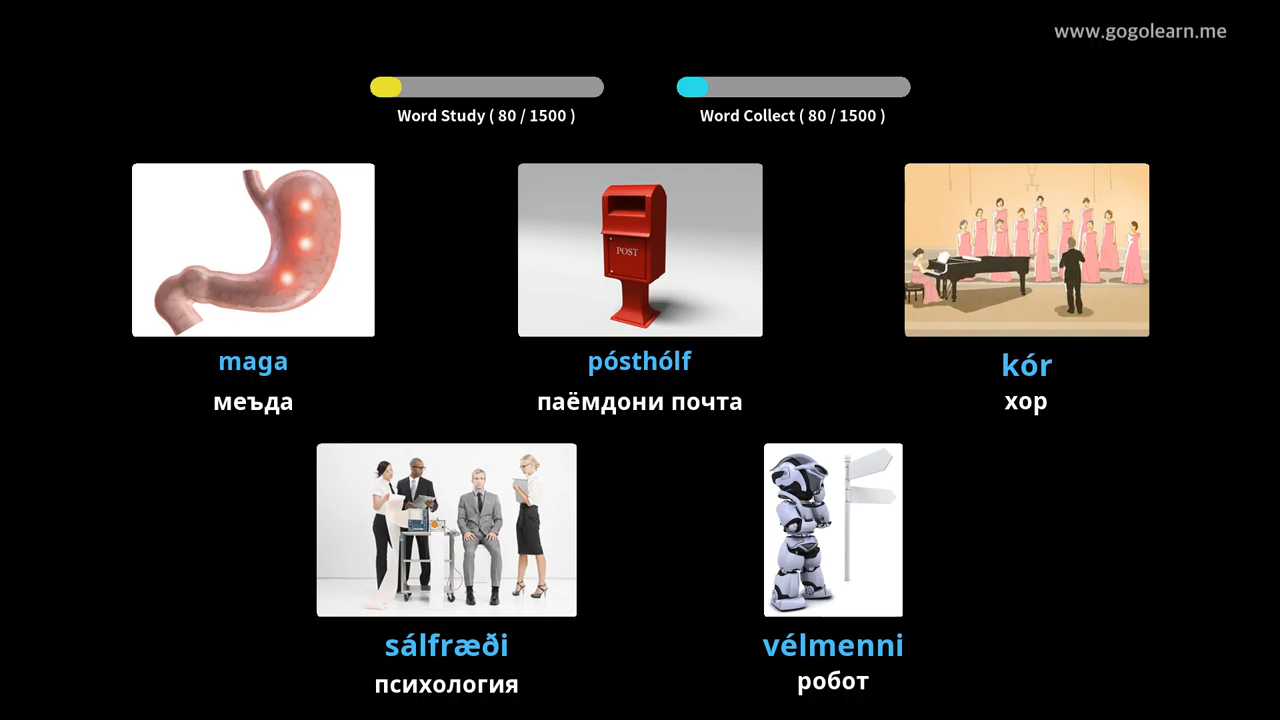 www.gogolearn.me
Word Study ( 80 / 1500 )
Word Collect ( 80 / 1500 )
POST
maga
pósthólf
kór
меъда
паёмдони почта
хор
sálfræði
vélmenni
психология
робот